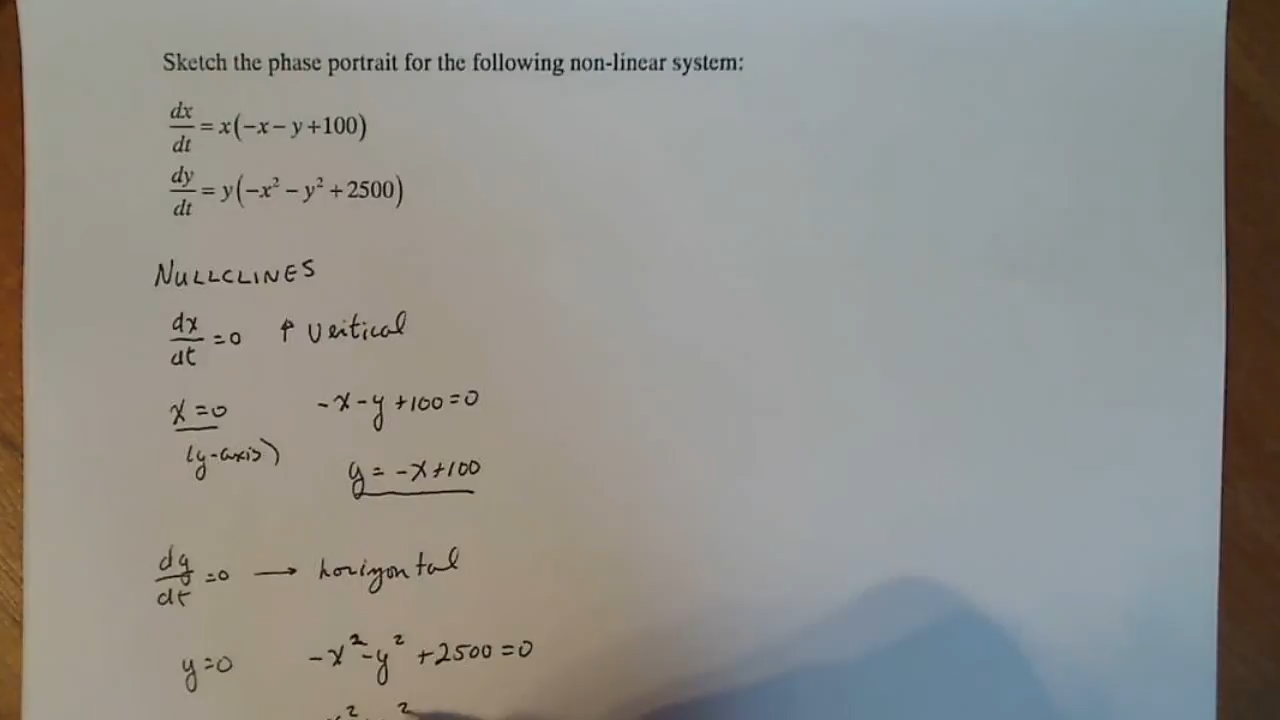 Sketch the phase portrait for the following non-linear system:
dx/dt = x(−x − y + 100)
dy/dt = y(−x² − y² + 2500)
NULLCLINES
dx/dt = 0 ↑ vertical
x = 0 −x − y + 100 = 0
(y-axis)
y = −x + 100
dy/dt = 0 → horizontal
y = 0 −x² − y² + 2500 = 0